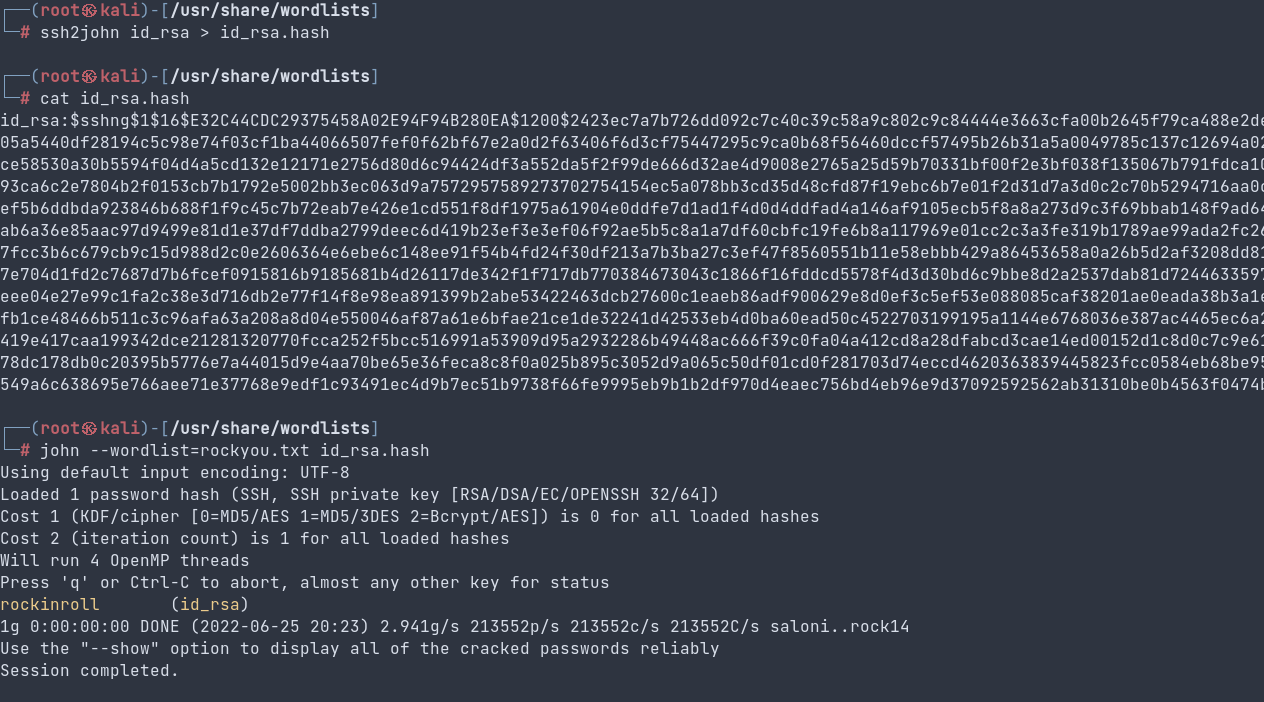 ┌──(root㉿kali)-[/usr/share/wordlists]
└─# ssh2john id_rsa > id_rsa.hash
┌──(root㉿kali)-[/usr/share/wordlists]
└─# cat id_rsa.hash
id_rsa:$sshng$1$16$E32C44CDC29375458A02E94F94B280EA$1200$2423ec7a7b726dd092c7c40c39c58a9c802c9c84444e3663cfa00b2645f79ca488e2de
05a5440df28194c5c98e74f03cf1ba44066507fef0f62bf67e2a0d2f63406f6d3cf75447295c9ca0b68f56460dccf57495b26b31a5a0049785c137c12694a02
ce58530a30b5594f04d4a5cd132e12171e2756d80d6c94424df3a552da5f2f99de666d32ae4d9008e2765a25d59b70331bf00f2e3bf038f135067b791fdca10
93ca6c2e7804b2f0153cb7b1792e5002bb3ec063d9a7572957589273702754154ec5a078bb3cd35d48cfd87f19ebc6b7e01f2d31d7a3d0c2c70b5294716aa0
ef5b6ddbda923846b688f1f9c45c7b72eab7e426e1cd551f8df1975a61904e0ddfe7d1ad1f4d0d4ddfad4a146af9105ecb5f8a8a273d9c3f69bbab148f9ad64
ab6a36e85aac97d9499e81d1e37df7ddba2799deec6d419b23ef3e3ef06f92ae5b5c8a1a7df60cbfc19fe6b8a117969e01cc2c3a3fe319b1789ae99ada2fc26
7fcc3b6c679cb9c15d988d2c0e2606364e6ebe6c148ee91f54b4fd24f30df213a7b3ba27c3ef47f8560551b11e58ebbb429a86453658a0a26b5d2af3208dd81
7e704d1fd2c7687d7b6fcef0915816b9185681b4d26117de342f1f717db770384673043c1866f16fddcd5578f4d3d30bd6c9bbe8d2a2537dab81d7244633597
eee04e27e99c1fa2c38e3d716db2e77f14f8e98ea891399b2abe53422463dcb27600c1eaeb86adf900629e8d0ef3c5ef53e088085caf38201ae0eada38b3a1e
fb1ce48466b511c3c96afa63a208a8d04e550046af87a61e6bfae21ce1de32241d42533eb4d0ba60ead50c4522703199195a1144e6768036e387ac4465ec6a2
419e417caa199342dce21281320770fcca252f5bcc516991a53909d95a2932286b49448ac666f39c0fa04a412cd8a28dfabcd3cae14ed00152d1c8d0c7c9e61
78dc178db0c20395b5776e7a44015d9e4aa70be65e36feca8c8f0a025b895c3052d9a065c50df01cd0f281703d74eccd4620363839445823fcc0584eb68be95
549a6c638695e766aee71e37768e9edf1c93491ec4d9b7ec51b9738f66fe9995eb9b1b2df970d4eaec756bd4eb96e9d37092592562ab31310be0b4563f0474b
┌──(root㉿kali)-[/usr/share/wordlists]
└─# john --wordlist=rockyou.txt id_rsa.hash
Using default input encoding: UTF-8
Loaded 1 password hash (SSH, SSH private key [RSA/DSA/EC/OPENSSH 32/64])
Cost 1 (KDF/cipher [0=MD5/AES 1=MD5/3DES 2=Bcrypt/AES]) is 0 for all loaded hashes
Cost 2 (iteration count) is 1 for all loaded hashes
Will run 4 OpenMP threads
Press 'q' or Ctrl-C to abort, almost any other key for status
rockinroll       (id_rsa)
1g 0:00:00:00 DONE (2022-06-25 20:23) 2.941g/s 213552p/s 213552c/s 213552C/s saloni..rock14
Use the "--show" option to display all of the cracked passwords reliably
Session completed.